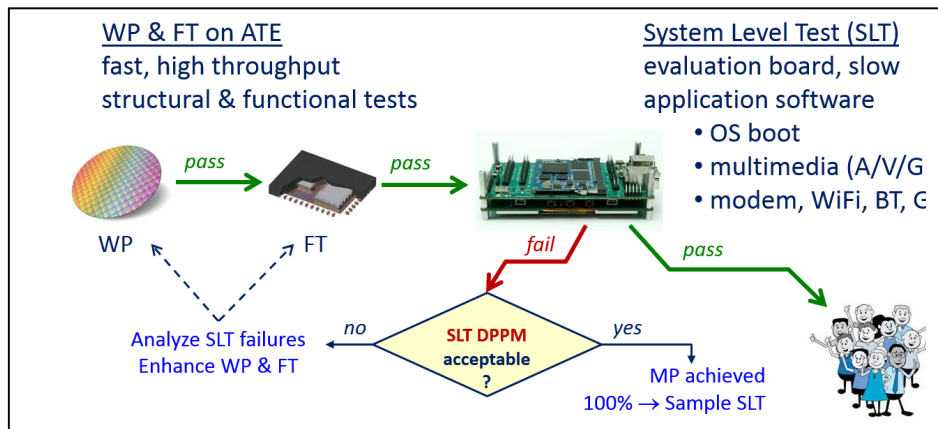 WP & FT on ATE
fast, high throughput
structural & functional tests
System Level Test (SLT)
evaluation board, slow
application software
• OS boot
• multimedia (A/V/G
• modem, WiFi, BT, G
pass
pass
WP
FT
fail
pass
Analyze SLT failures
Enhance WP & FT
no
SLT DPPM
acceptable
?
yes
MP achieved
100% → Sample SLT